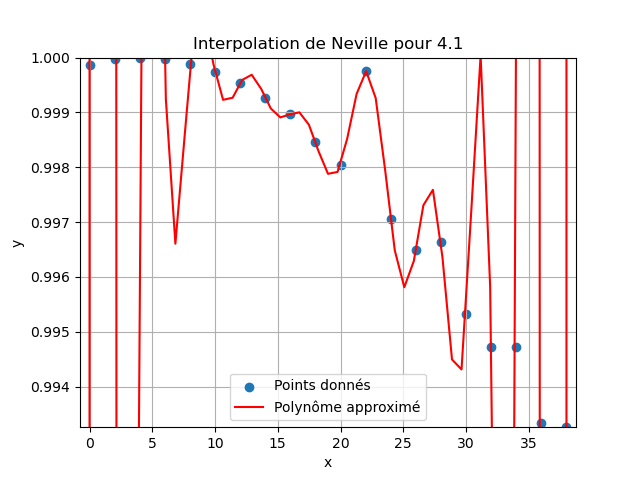 Interpolation de Neville pour 4.1
1.000
0.999
0.998
0.997
0.996
0.995
0.994
y
Points donnés
Polynôme approximé
0 5 10 15 20 25 30 35
x